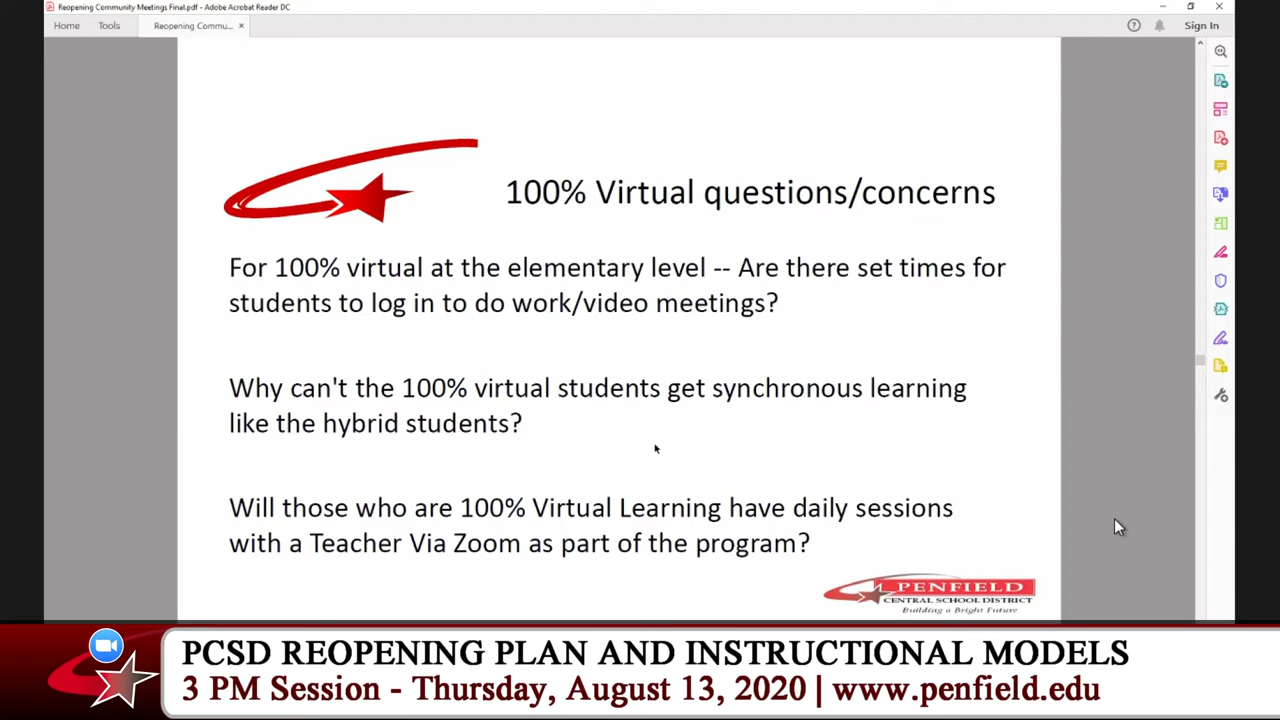 Reopening Community Meetings Final.pdf - Adobe Acrobat Reader DC
Home Tools Reopening Commu... × ? Sign In
100% Virtual questions/concerns
For 100% virtual at the elementary level -- Are there set times for
students to log in to do work/video meetings?
Why can't the 100% virtual students get synchronous learning
like the hybrid students?
Will those who are 100% Virtual Learning have daily sessions
with a Teacher Via Zoom as part of the program?
PENFIELD
CENTRAL SCHOOL DISTRICT
Building a Bright Future
PCSD REOPENING PLAN AND INSTRUCTIONAL MODELS
3 PM Session - Thursday, August 13, 2020 | www.penfield.edu